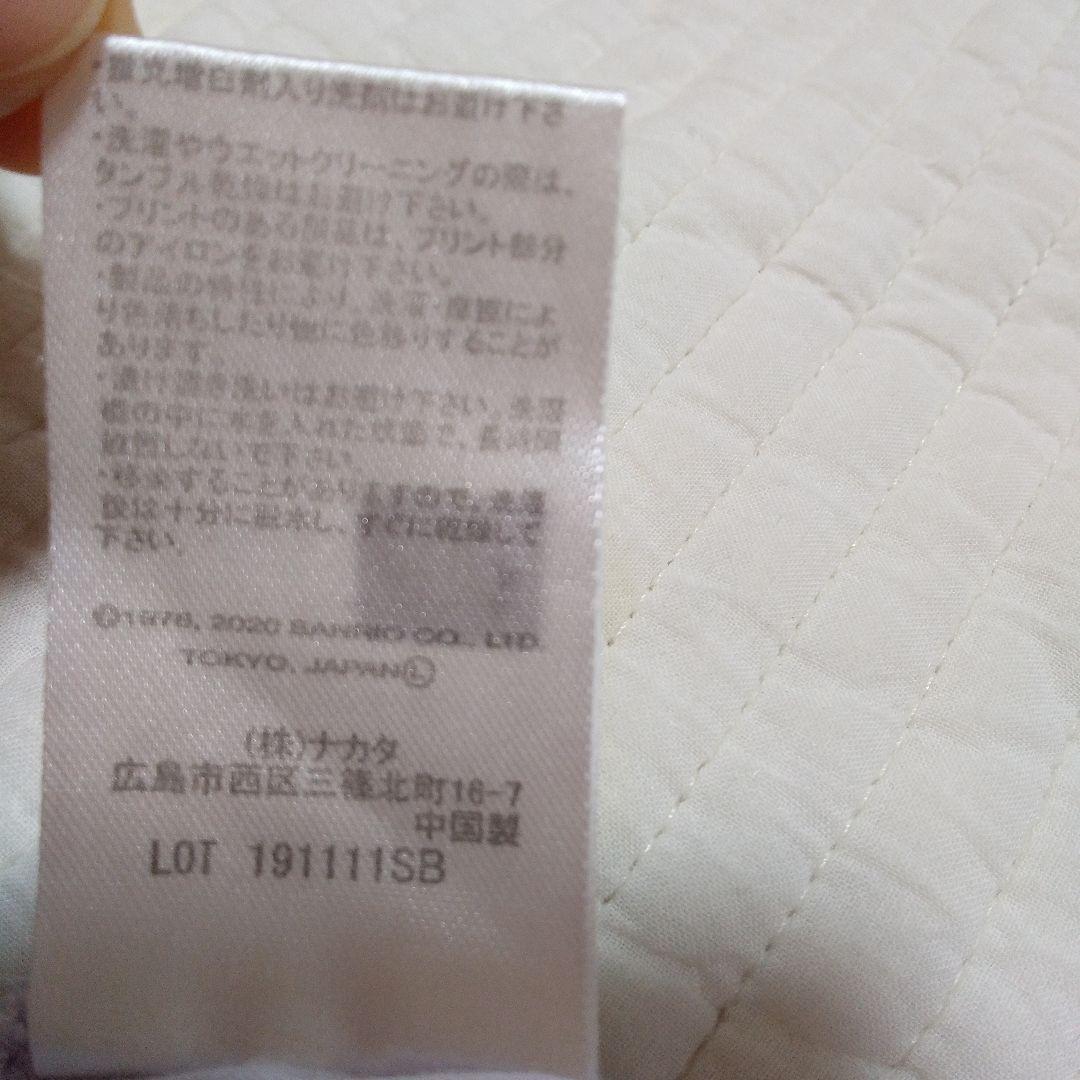 ・蛍光増白剤入り洗剤はお避け下さ
い。
・洗濯やウエットクリーニングの際は、
タンブル乾燥はお避け下さい。
・プリントのある部品は、プリント部分
のアイロンをお避け下さい。
・製品の特性により、洗濯・摩擦によ
り色落ちしたり物に色移りすることが
あります。
・漬け置き洗いはお避け下さい。洗濯
槽の中に水を入れた状態で、長時間
放置しないで下さい。
・移染することがありますので、洗濯
後は十分に脱水し、すぐに乾燥して
下さい。
©1976, 2020 SANRIO CO., LTD.
TOKYO, JAPAN Ⓛ
(株)ナカタ
広島市西区三篠北町16-7
中国製
LOT 191111SB